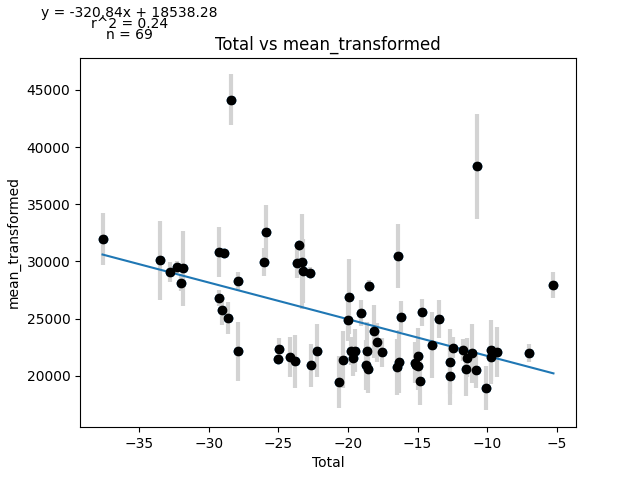 y = -320.84x + 18538.28
r^2 = 0.24
n = 69
Total vs mean_transformed
45000
40000
35000
30000
25000
20000
mean_transformed
−35 −30 −25 −20 −15 −10 −5
Total